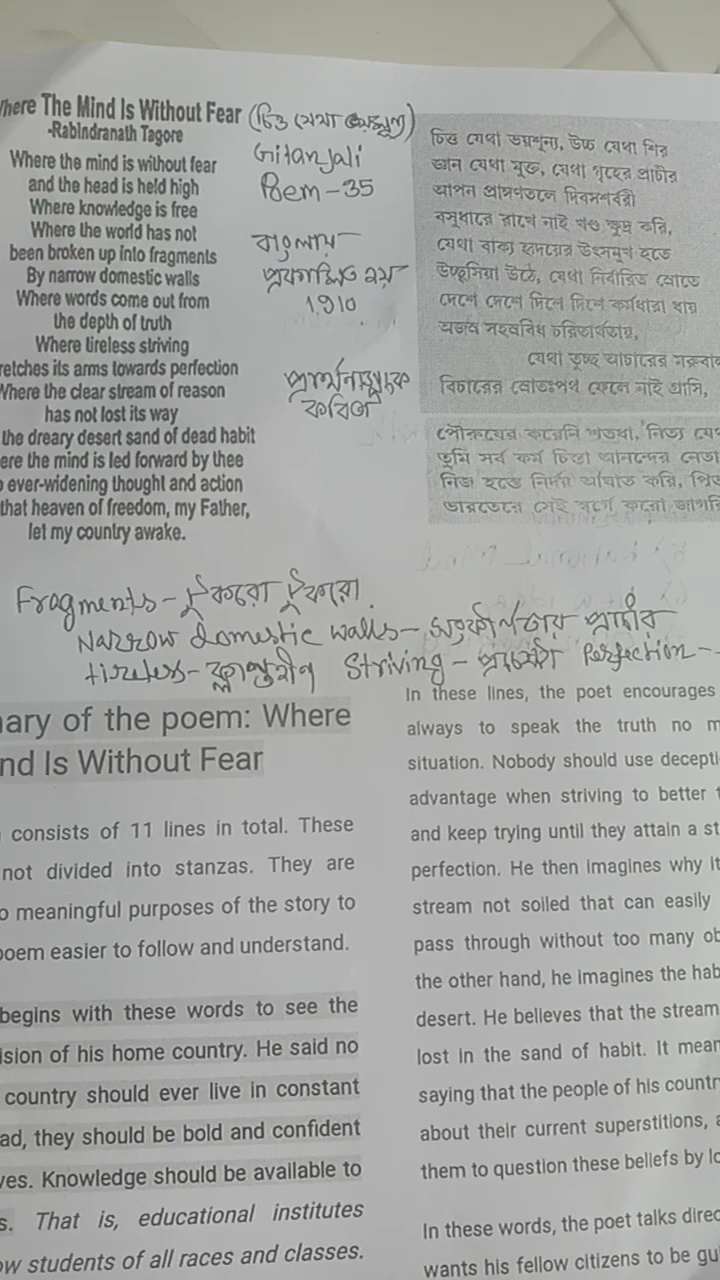 Where The Mind Is Without Fear
-Rabindranath Tagore
Where the mind is without fear
and the head is held high
Where knowledge is free
Where the world has not
been broken up into fragments
By narrow domestic walls
Where words come out from
the depth of truth
Where tireless striving
retches its arms towards perfection
Where the clear stream of reason
has not lost its way
the dreary desert sand of dead habit
ere the mind is led forward by thee
ever-widening thought and action
that heaven of freedom, my Father,
let my country awake.
(চিত্ত যেথা ভয়শূন্য)
Gitanjali
Poem-35
বাংলায়
প্রকাশিত হয়
1910
প্রার্থনামূলক
কবিতা
চিত্ত যেথা ভয়শূন্য, উচ্চ যেথা শির
জ্ঞান যেথা মুক্ত, যেথা গৃহের প্রাচীর
আপন প্রাঙ্গণতলে দিবসশর্বরী
বসুধারে রাখে নাই খণ্ড ক্ষুদ্র করি,
যেথা বাক্য হৃদয়ের উৎসমুখ হতে
উচ্ছ্বসিয়া উঠে, যেথা নির্বারিত স্রোতে
দেশে দেশে দিশে দিশে কর্মধারা ধায়
অজস্র সহস্রবিধ চরিতার্থতায়,
যেথা তুচ্ছ আচারের মরুবা
বিচারের স্রোতঃপথ ফেলে নাই গ্রাসি,
পৌরুষেরে করেনি শতধা, নিত্য যে
তুমি সর্ব কর্ম চিন্তা আনন্দের নেতা
নিজ হস্তে নির্দয় আঘাত করি, পিত
ভারতেরে সেই স্বর্গে করো জাগরি
Fragments- টুকরো টুকরো.
Narrow domestic walls- সংকীর্ণতার প্রাচীর
tireless- ক্লান্তিহীন Striving - প্রচেষ্টা Perfection-
ary of the poem: Where
nd Is Without Fear
consists of 11 lines in total. These
not divided into stanzas. They are
o meaningful purposes of the story to
poem easier to follow and understand.
begins with these words to see the
ision of his home country. He said no
country should ever live in constant
ad, they should be bold and confident
ves. Knowledge should be available to
s. That is, educational institutes
ow students of all races and classes.
In these lines, the poet encourages
always to speak the truth no m
situation. Nobody should use decepti
advantage when striving to better t
and keep trying until they attain a st
perfection. He then imagines why it
stream not soiled that can easily
pass through without too many ob
the other hand, he imagines the hab
desert. He believes that the stream
lost in the sand of habit. It mean
saying that the people of his countr
about their current superstitions, a
them to question these beliefs by lo
In these words, the poet talks direc
wants his fellow citizens to be gu